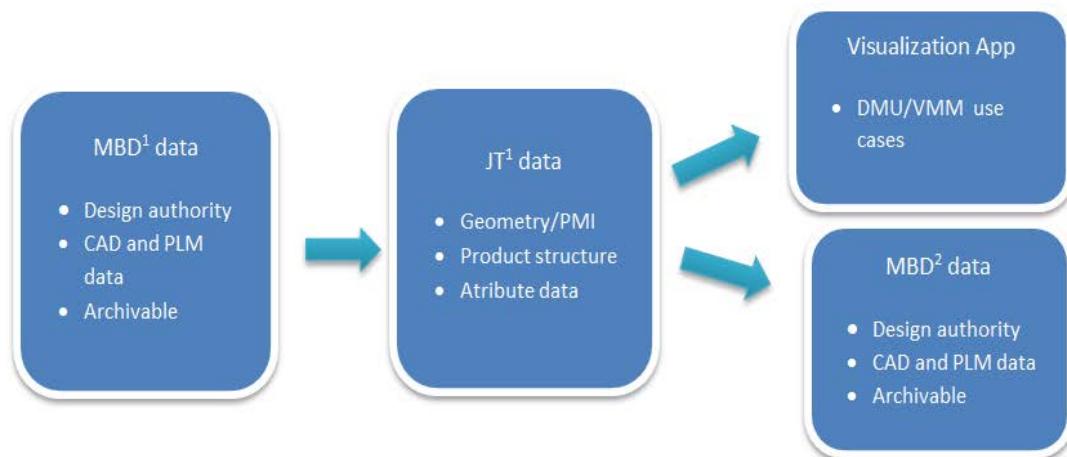 MBD¹ data
• Design authority
• CAD and PLM
data
• Archivable
JT¹ data
• Geometry/PMI
• Product structure
• Atribute data
Visualization App
• DMU/VMM use
cases
MBD² data
• Design authority
• CAD and PLM data
• Archivable